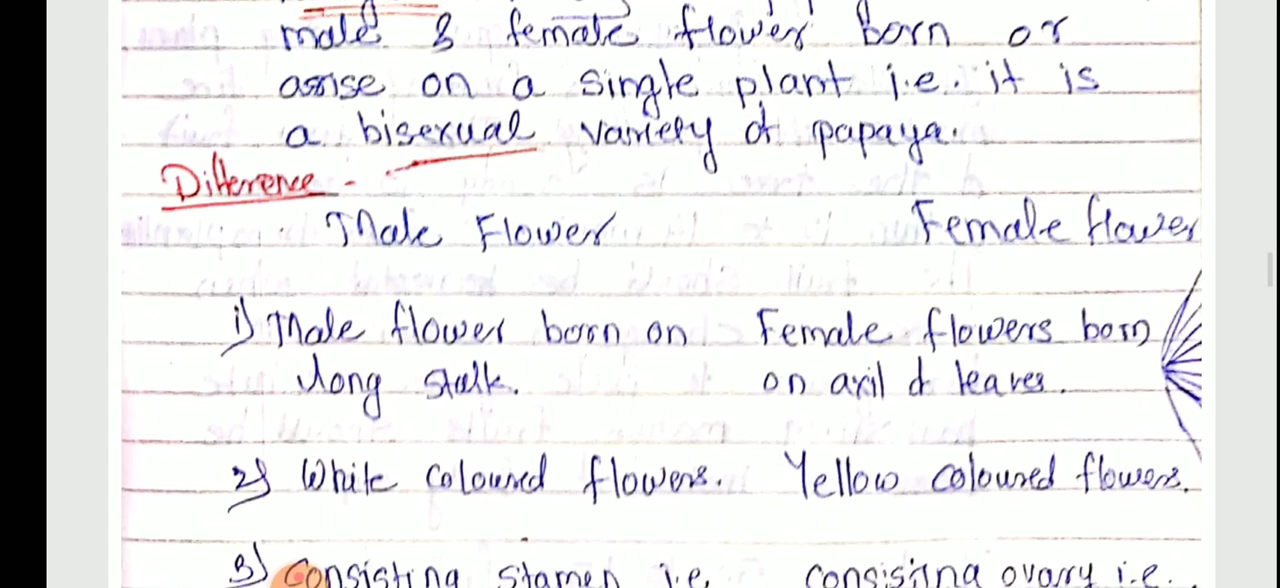 male & female flower born or
arise on a single plant i.e. it is
a bisexual variety of papaya.
Difference -
Male Flower Female flower
1) Male flower born on Female flowers born
long stalk. on axil of leaves.
2) White coloured flowers. Yellow coloured flowers.
3) Consisting stamen i.e. consisting ovary i.e.